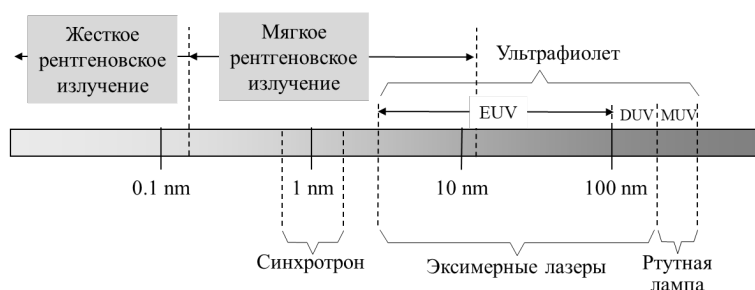 Жесткое
рентгеновское
излучение
Мягкое
рентгеновское
излучение
Ультрафиолет
EUV
DUV
MUV
0.1 nm
1 nm
10 nm
100 nm
Синхротрон
Эксимерные лазеры
Ртутная
лампа